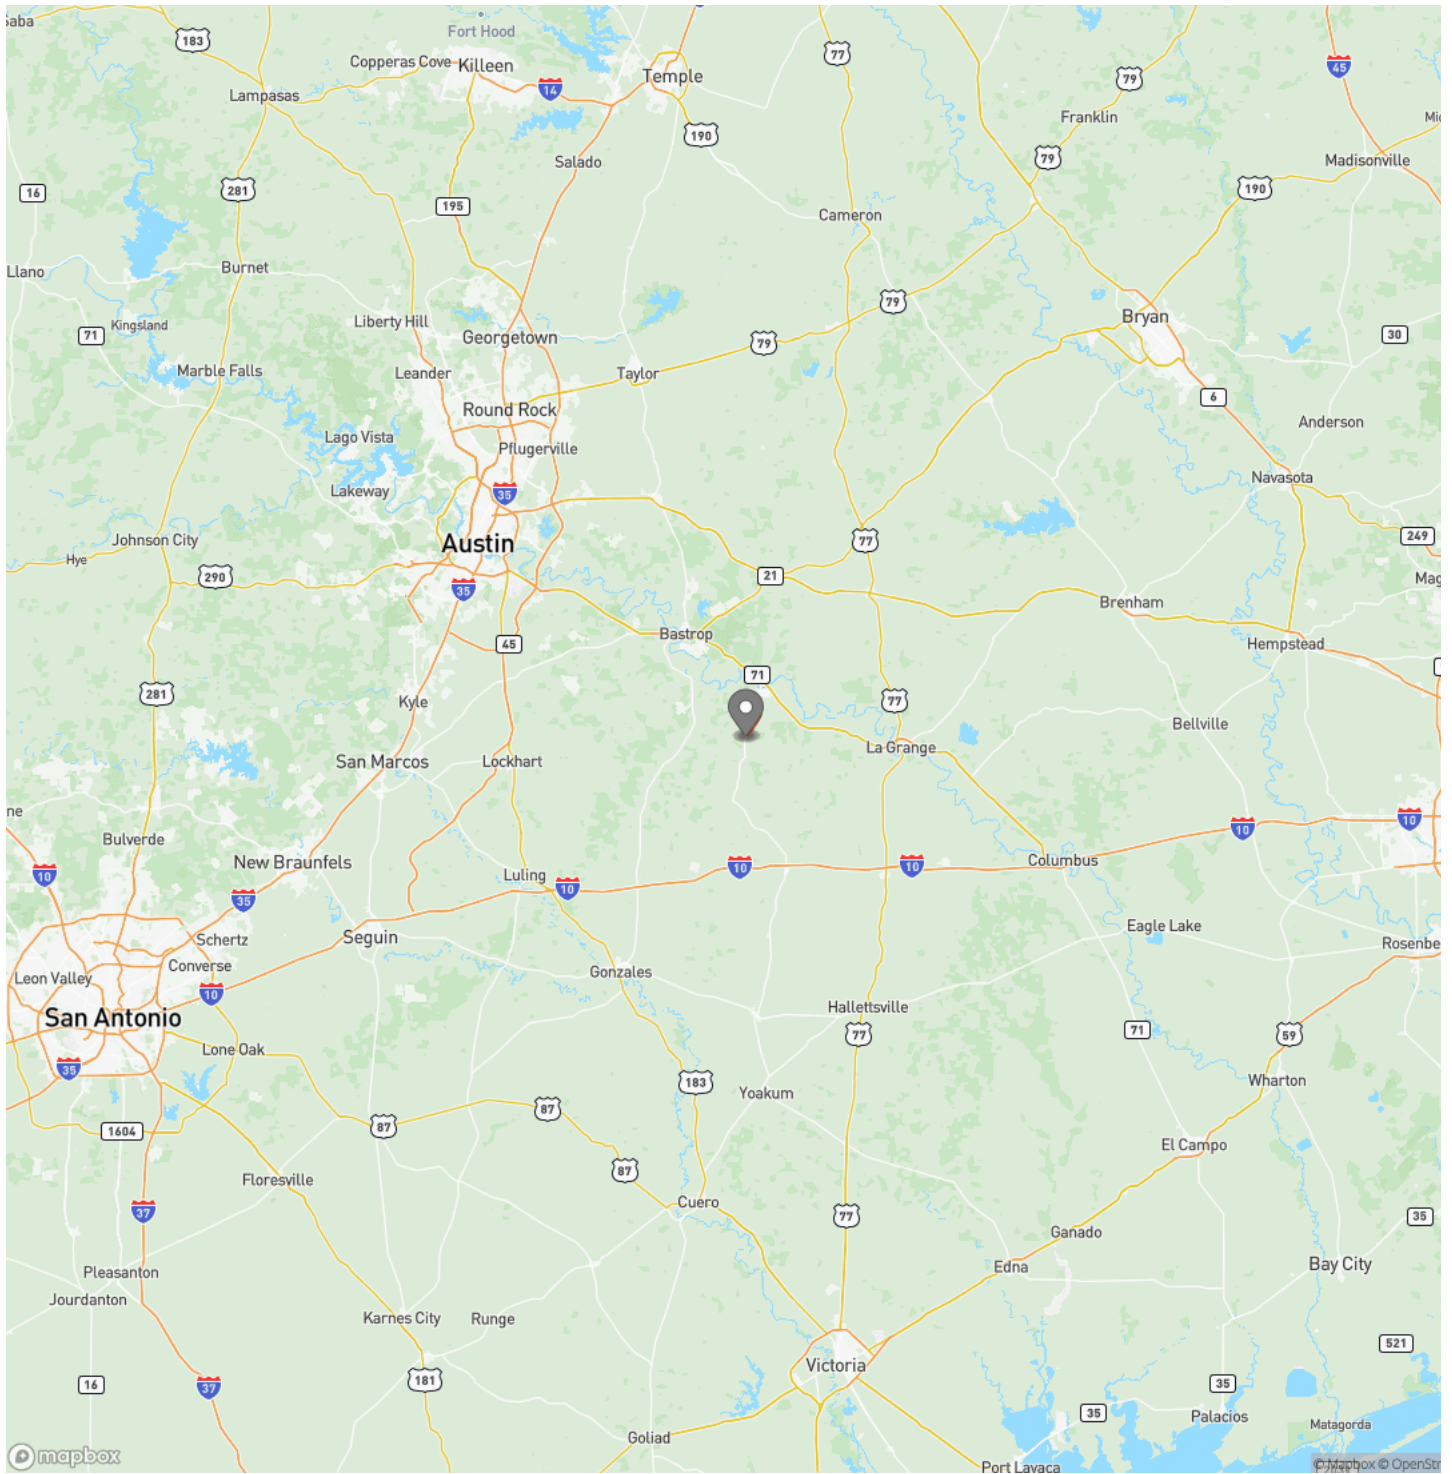 Saba
183
Fort Hood
Copperas Cove
Killeen
14
Temple
77
79
45
Lampasas
Franklin
190
Salado
79
Madisonville
16
281
195
190
Cameron
Llano
Burnet
79
Kingsland
71
Liberty Hill
Georgetown
79
Bryan
30
Marble Falls
Leander
Taylor
6
Round Rock
Lago Vista
Pflugerville
Anderson
Lakeway
35
Navasota
Johnson City
Austin
77
249
Hye
290
35
21
Brenham
Bastrop
45
Hempstead
71
281
Kyle
77
Bellville
San Marcos
Lockhart
La Grange
10
10
Bulverde
New Braunfels
10
10
Columbus
10
Luling
10
35
Eagle Lake
Schertz
Seguin
Converse
Leon Valley
Gonzales
10
San Antonio
Hallettsville
77
71
59
Lone Oak
35
183
Wharton
Yoakum
87
87
1604
El Campo
87
Floresville
Cuero
37
77
35
Ganado
Pleasanton
Edna
Bay City
Jourdanton
Karnes City
Runge
521
Victoria
16
37
181
35
35
Palacios
Matagorda
Goliad
mapbox
Port Lavaca
© Mapbox © OpenStr